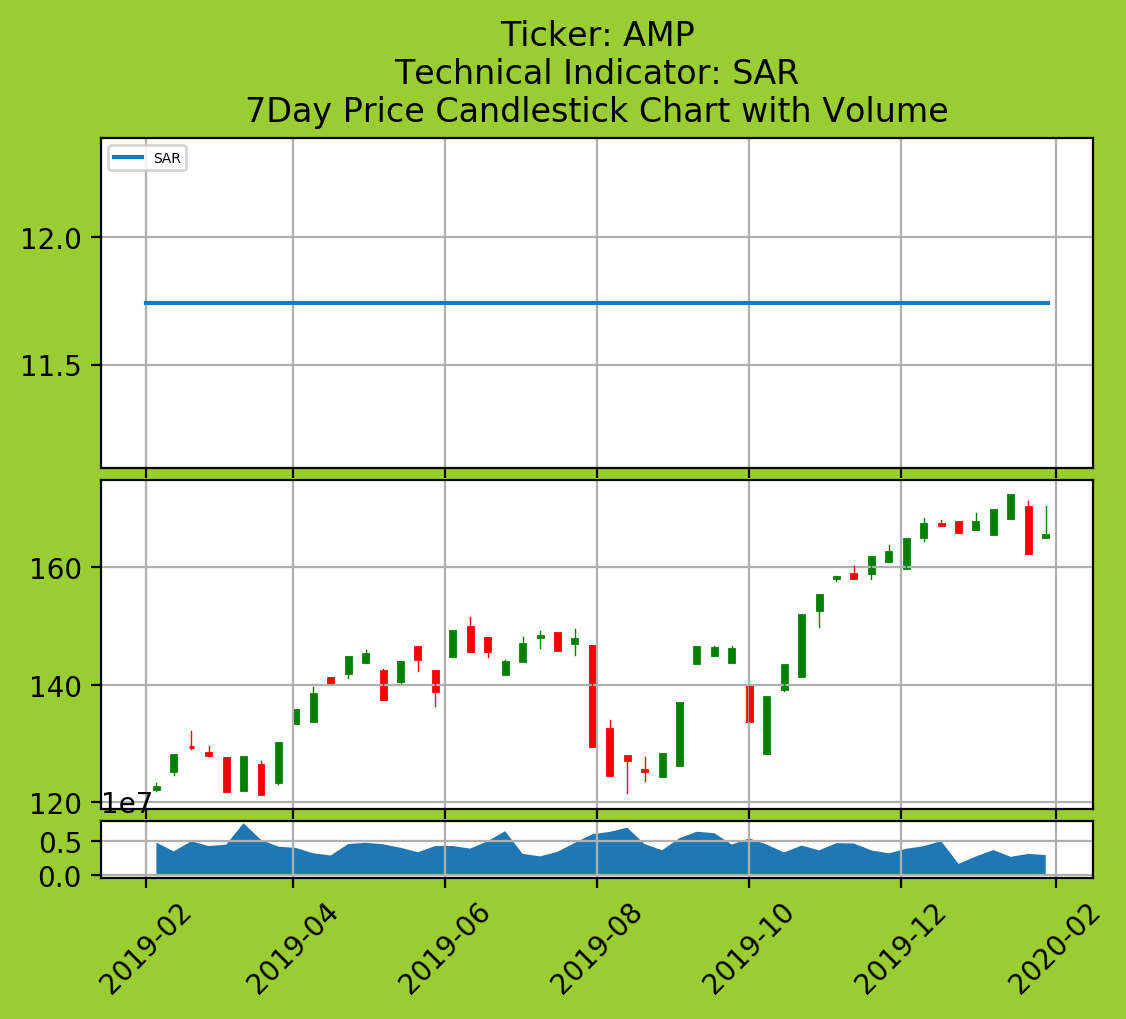 Ticker: AMP
Technical Indicator: SAR
7Day Price Candlestick Chart with Volume
SAR
12.0
11.5
160
140
120
1e7
0.5
0.0
2019-02
2019-04
2019-06
2019-08
2019-10
2019-12
2020-02